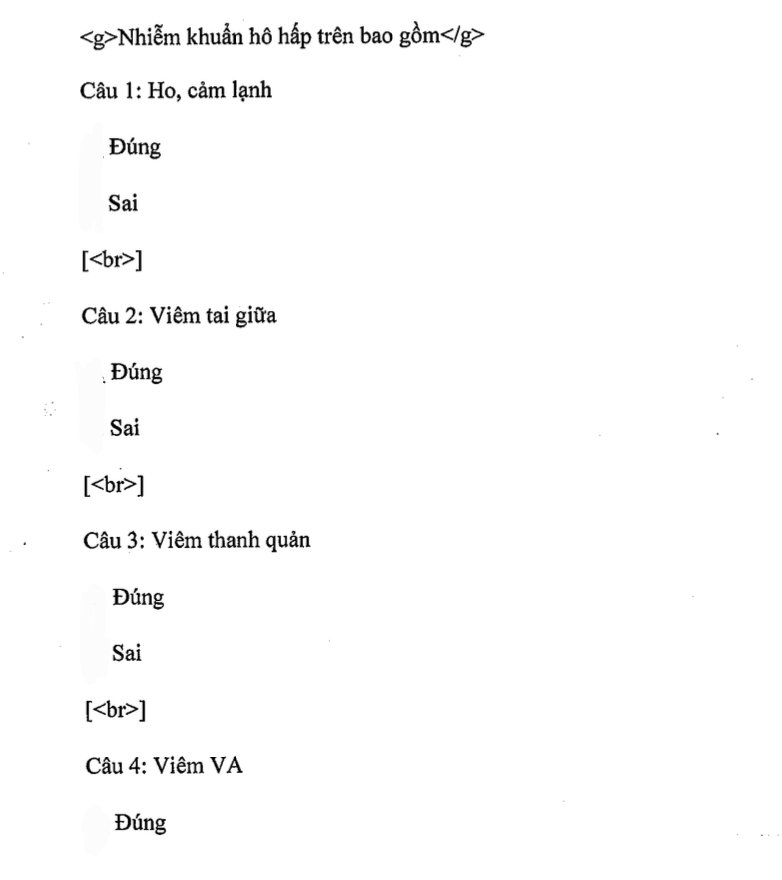 <g>Nhiễm khuẩn hô hấp trên bao gồm</g>
Câu 1: Ho, cảm lạnh
Đúng
Sai
[<br>]
Câu 2: Viêm tai giữa
Đúng
Sai
[<br>]
Câu 3: Viêm thanh quản
Đúng
Sai
[<br>]
Câu 4: Viêm VA
Đúng